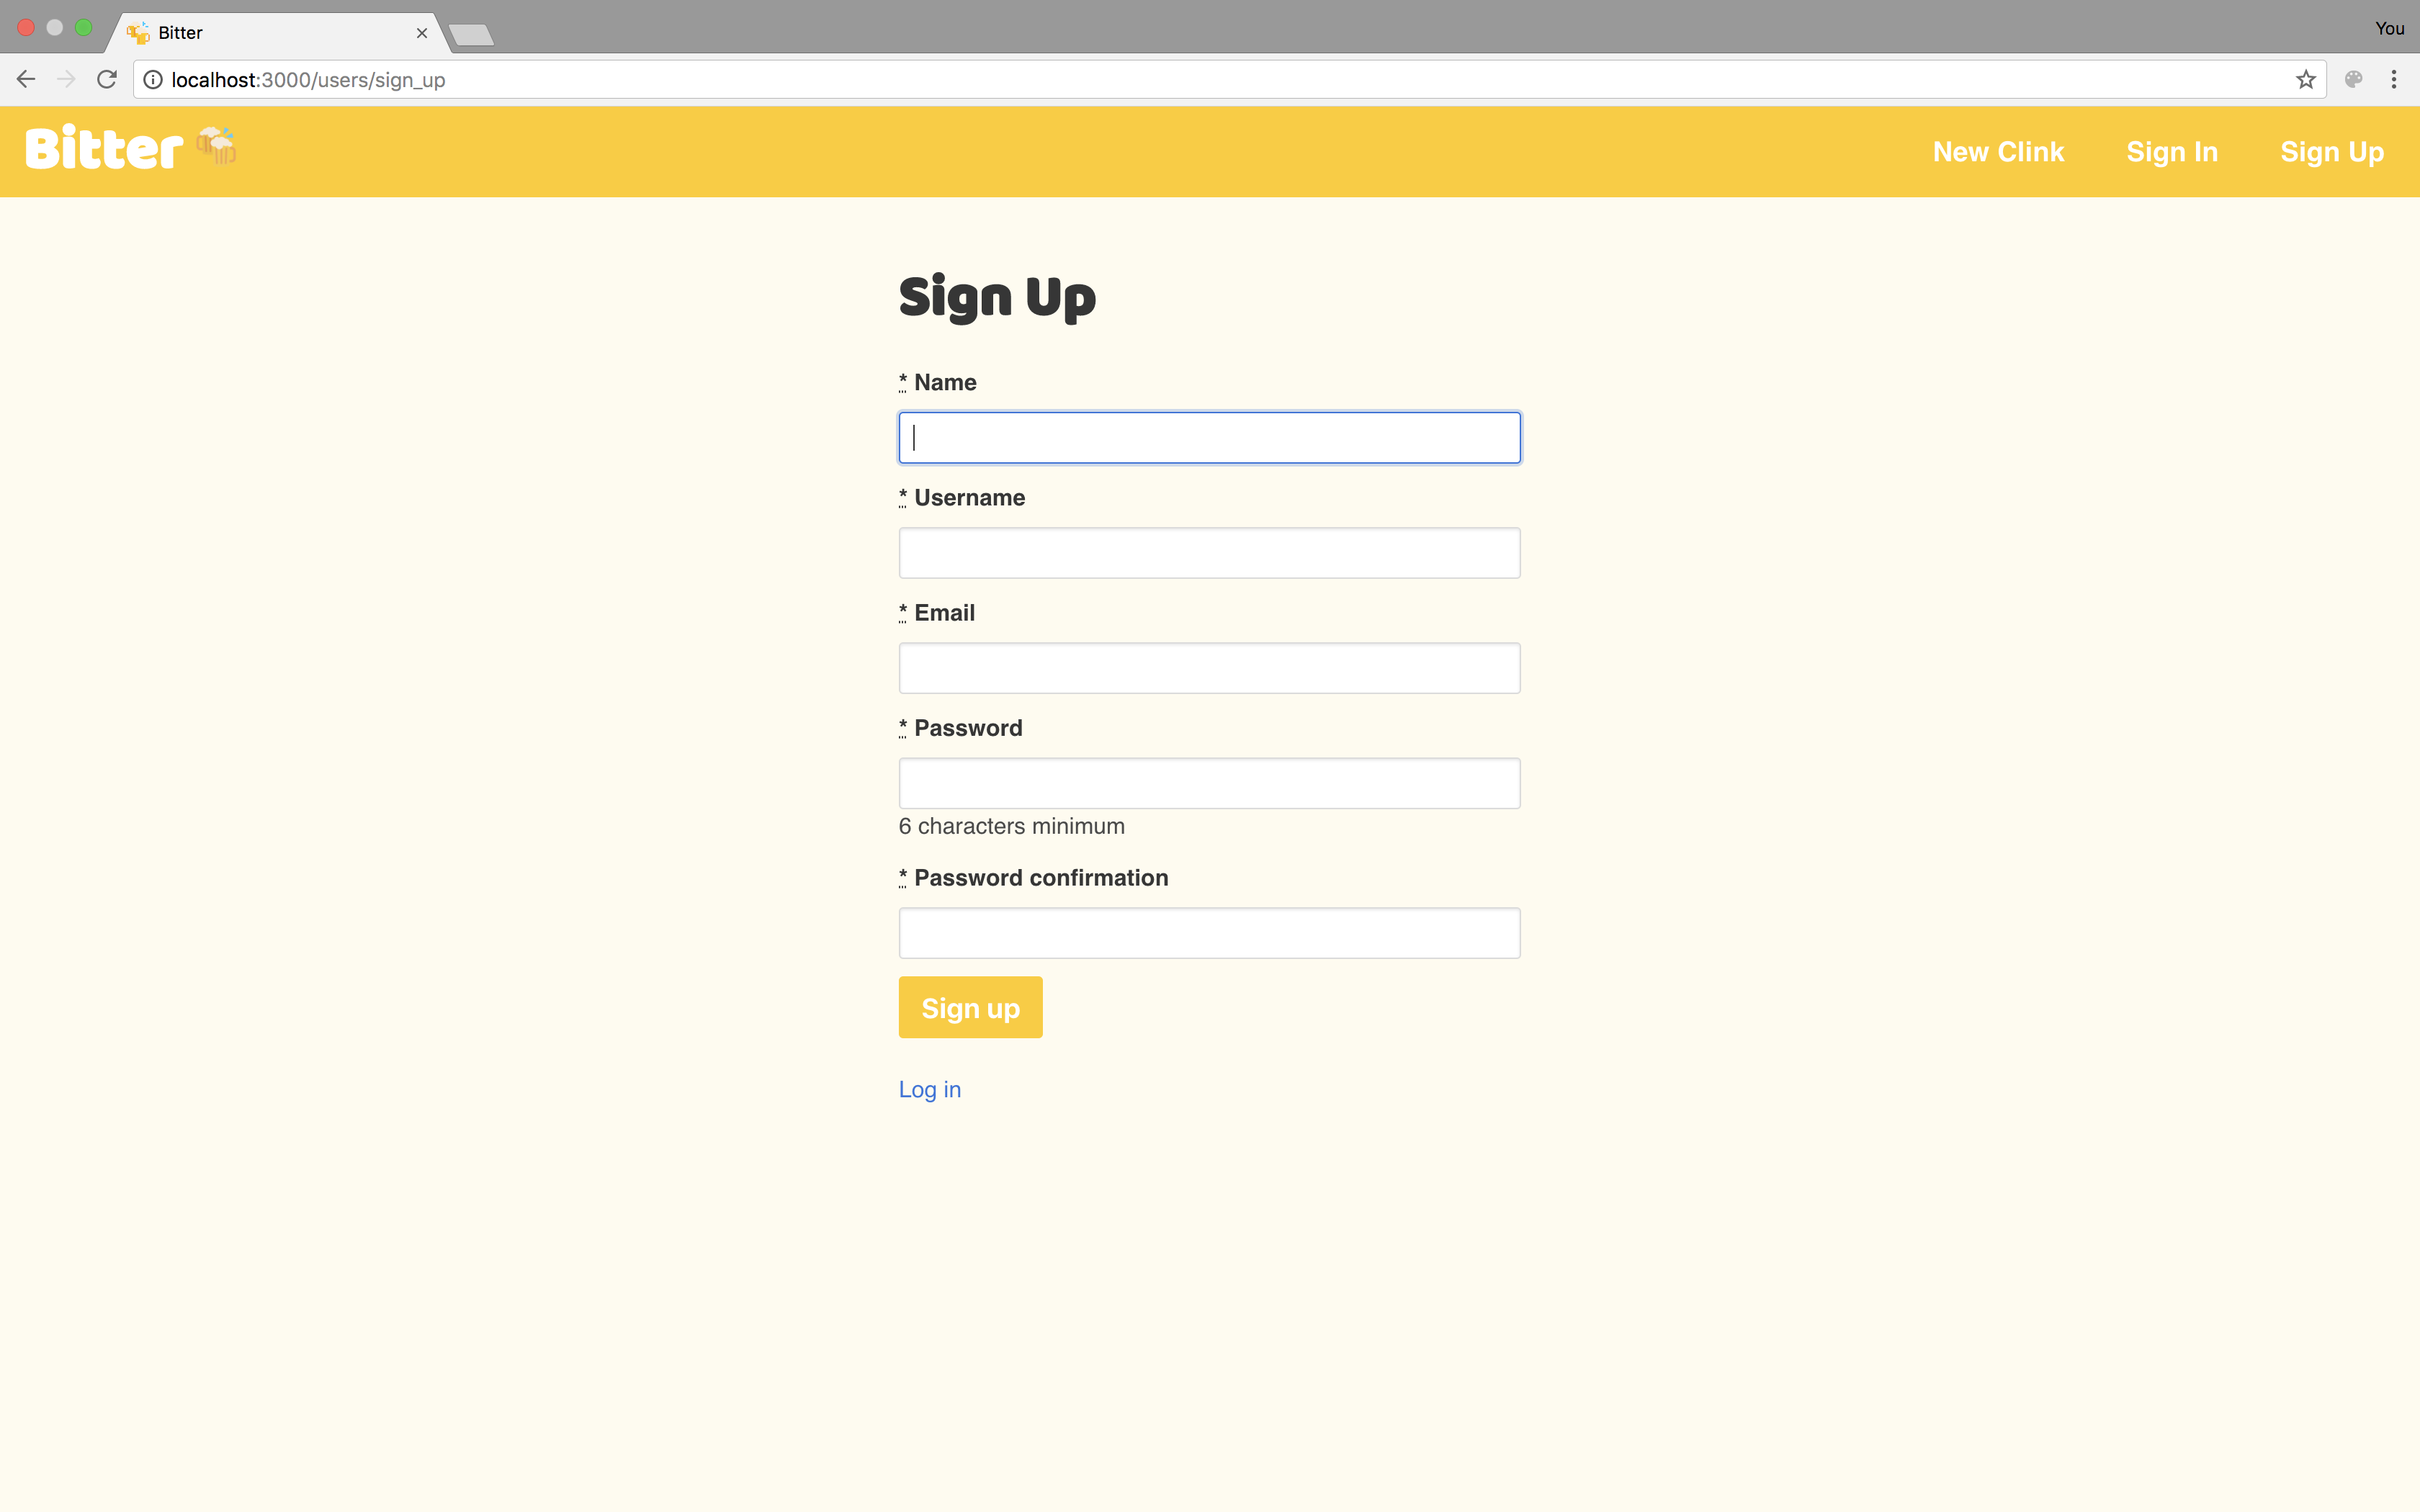 Bitter
You
localhost:3000/users/sign_up
Bitter
New Clink
Sign In
Sign Up
Sign Up
* Name
* Username
* Email
* Password
6 characters minimum
* Password confirmation
Sign up
Log in